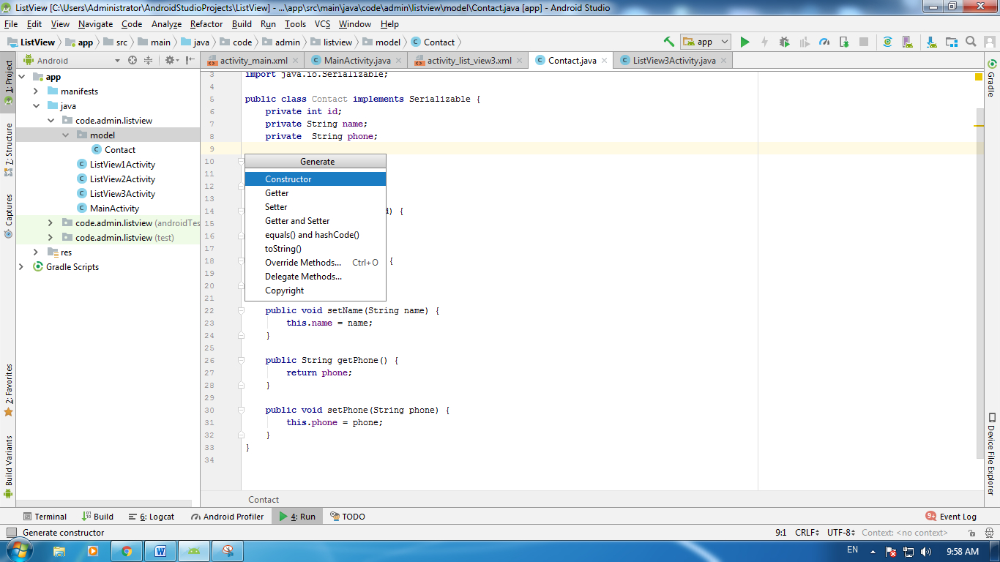 ListView [C:\Users\Administrator\AndroidStudioProjects\ListView] - ...\app\src\main\java\code\admin\listview\model\Contact.java [app] - Android Studio
File Edit View Navigate Code Analyze Refactor Build Run Tools VCS Window Help
ListView app src main java code admin listview model Contact
app
Android
activity_main.xml MainActivity.java activity_list_view3.xml Contact.java ListView3Activity.java
1: Project
7: Structure
Captures
2: Favorites
Build Variants
app
manifests
java
code.admin.listview
model
Contact
ListView1Activity
ListView2Activity
ListView3Activity
MainActivity
code.admin.listview (androidTes
code.admin.listview (test)
res
Gradle Scripts
3 import java.io.Serializable;
4
5 public class Contact implements Serializable {
6 private int id;
7 private String name;
8 private String phone;
9
10
11
12
13
14 d) {
15
16
17
18 {
19
20
21
22 public void setName(String name) {
23 this.name = name;
24 }
25
26 public String getPhone() {
27 return phone;
28 }
29
30 public void setPhone(String phone) {
31 this.phone = phone;
32 }
33 }
34
Generate
Constructor
Getter
Setter
Getter and Setter
equals() and hashCode()
toString()
Override Methods... Ctrl+O
Delegate Methods...
Copyright
Contact
Gradle
Device File Explorer
Terminal Build 6: Logcat Android Profiler 4: Run TODO 9+ Event Log
Generate constructor 9:1 CRLF UTF-8 Context: <no context>
W EN 9:58 AM